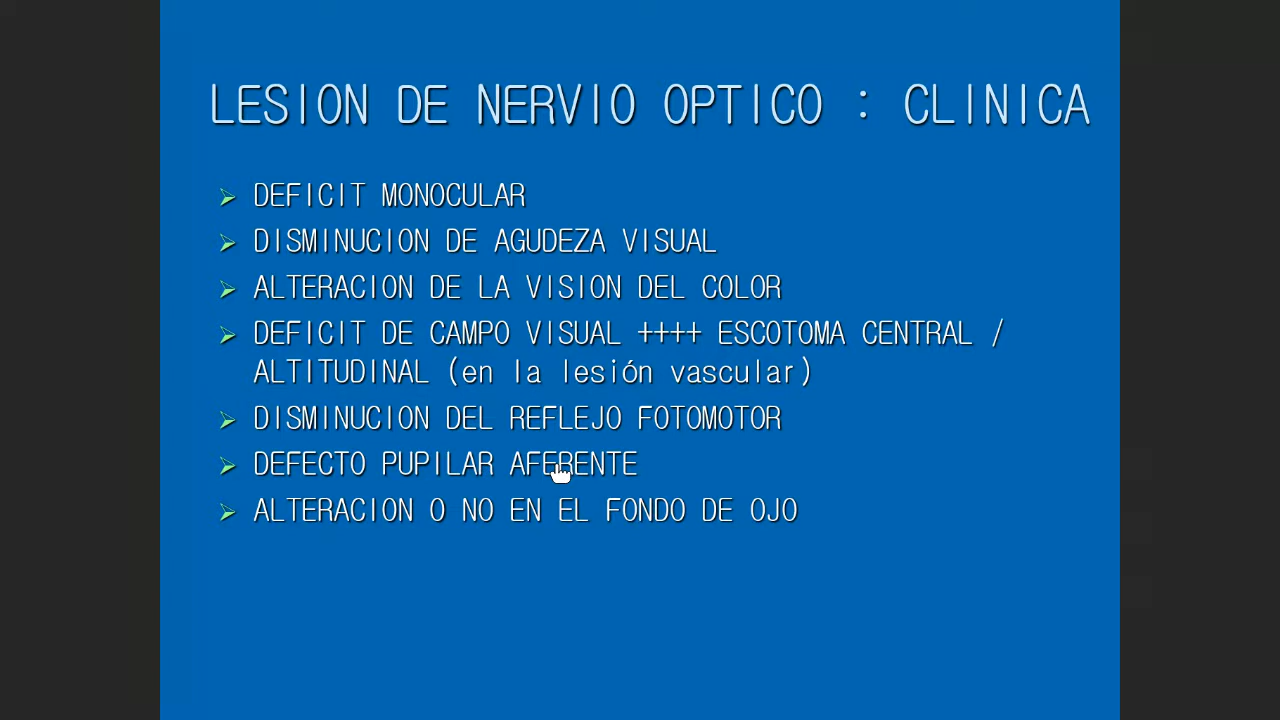 LESION DE NERVIO OPTICO : CLINICA
DEFICIT MONOCULAR
DISMINUCION DE AGUDEZA VISUAL
ALTERACION DE LA VISION DEL COLOR
DEFICIT DE CAMPO VISUAL ++++ ESCOTOMA CENTRAL /
ALTITUDINAL (en la lesión vascular)
DISMINUCION DEL REFLEJO FOTOMOTOR
DEFECTO PUPILAR AFERENTE
ALTERACION O NO EN EL FONDO DE OJO